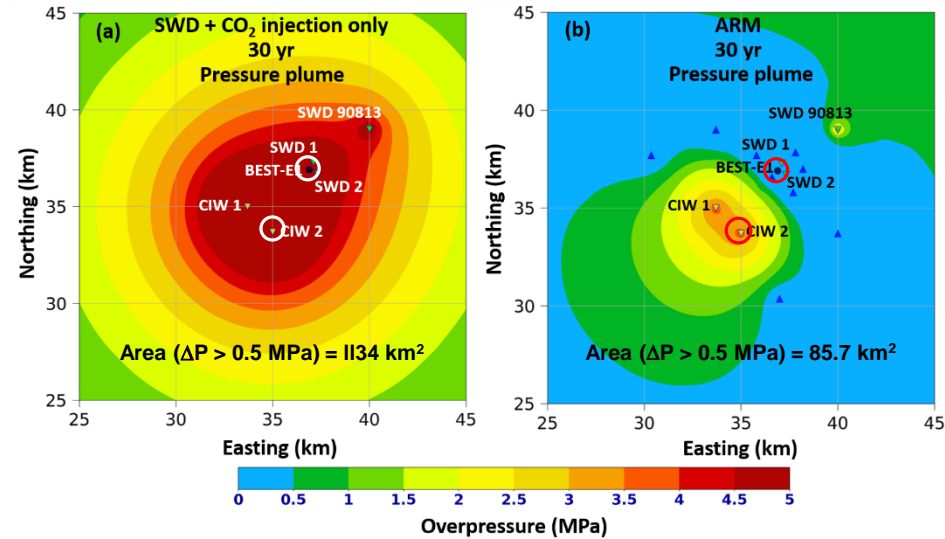 (a) SWD + CO₂ injection only
30 yr
Pressure plume
45
40
35
30
25
Northing (km)
SWD 90813
SWD 1
BEST-E1
SWD 2
CIW 1
CIW 2
Area (ΔP > 0.5 MPa) = II34 km²
25 30 35 40 45
Easting (km)
(b) ARM
30 yr
Pressure plume
45
40
35
30
25
Northing (km)
SWD 90813
SWD 1
BEST-E1
SWD 2
CIW 1
CIW 2
Area (ΔP > 0.5 MPa) = 85.7 km²
25 30 35 40 45
Easting (km)
0 0.5 1 1.5 2 2.5 3 3.5 4 4.5 5
Overpressure (MPa)